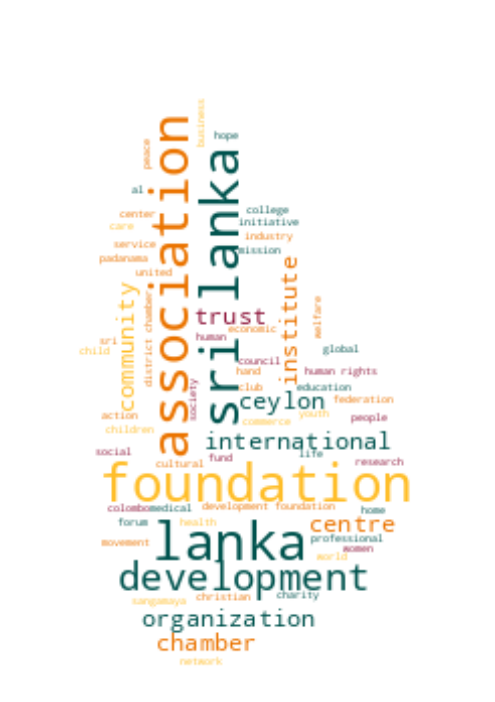 business
hope
peace
association
sri lanka
al
center
care
college
initiative
industry
service
mission
padanama
united
community
district chamber
institute
welfare
trust
economic
human
sri
child
global
council
hand
human rights
club
education
society
ceylon
federation
action
youth
people
children
commerce
international
social
fund
life
cultural
research
foundation
colombo
medical
development foundation
home
forum
health
centre
movement
lanka
professional
women
world
development
sangamaya
christian
charity
organization
chamber
network